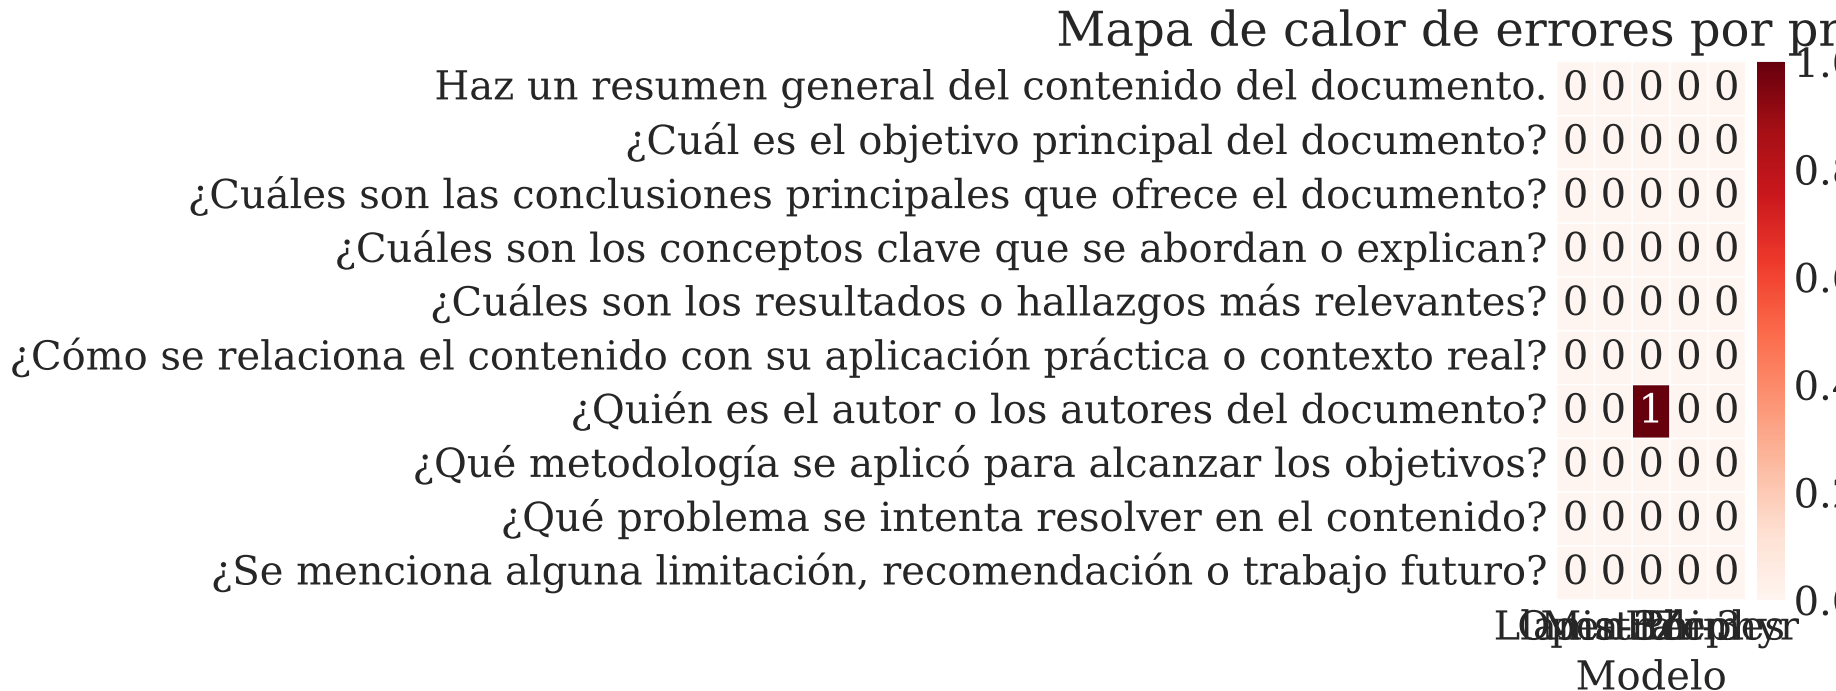 Mapa de calor de errores por pr
Haz un resumen general del contenido del documento. 0 0 0 0 0
¿Cuál es el objetivo principal del documento? 0 0 0 0 0
¿Cuáles son las conclusiones principales que ofrece el documento? 0 0 0 0 0
¿Cuáles son los conceptos clave que se abordan o explican? 0 0 0 0 0
¿Cuáles son los resultados o hallazgos más relevantes? 0 0 0 0 0
¿Cómo se relaciona el contenido con su aplicación práctica o contexto real? 0 0 0 0 0
¿Quién es el autor o los autores del documento? 0 0 1 0 0
¿Qué metodología se aplicó para alcanzar los objetivos? 0 0 0 0 0
¿Qué problema se intenta resolver en el contenido? 0 0 0 0 0
¿Se menciona alguna limitación, recomendación o trabajo futuro? 0 0 0 0 0
Modelo